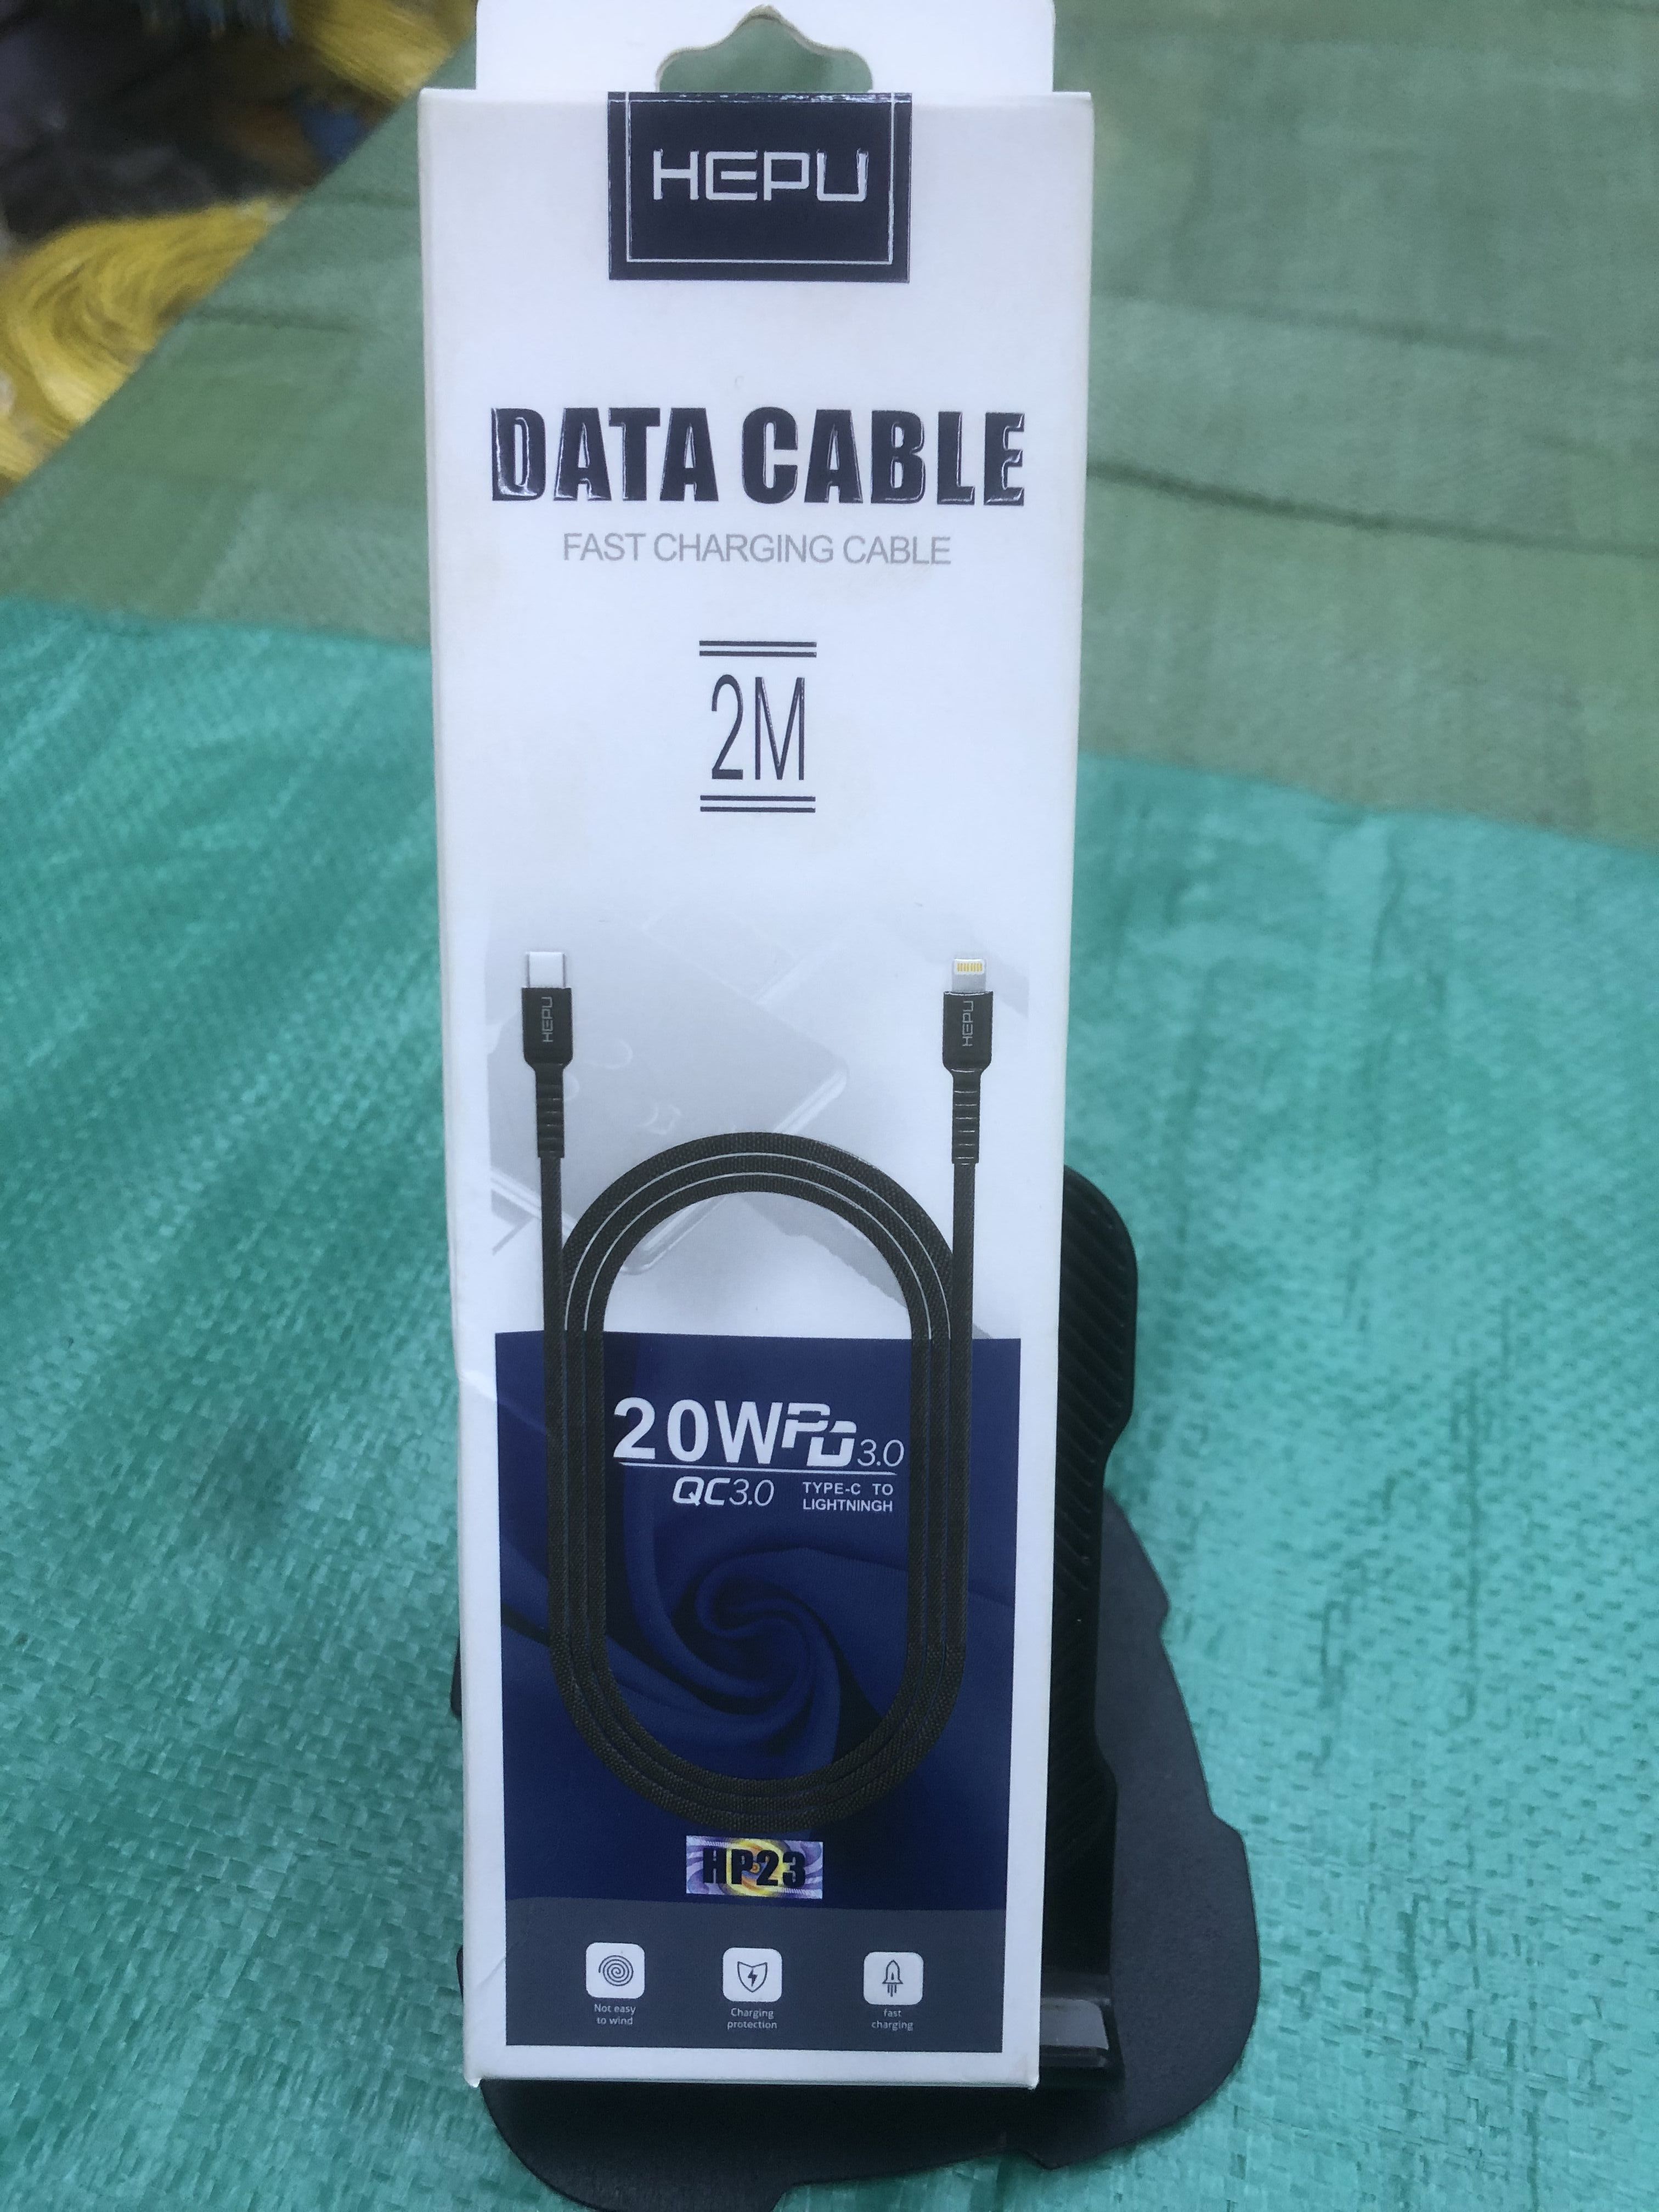 HEPU
DATA CABLE
FAST CHARGING CABLE
2M
HEPU
HEPU
20W PD 3.0
QC3.0
TYPE-C TO
LIGHTNINGH
HP23
Not easy
to wind
Charging
protection
fast
charging